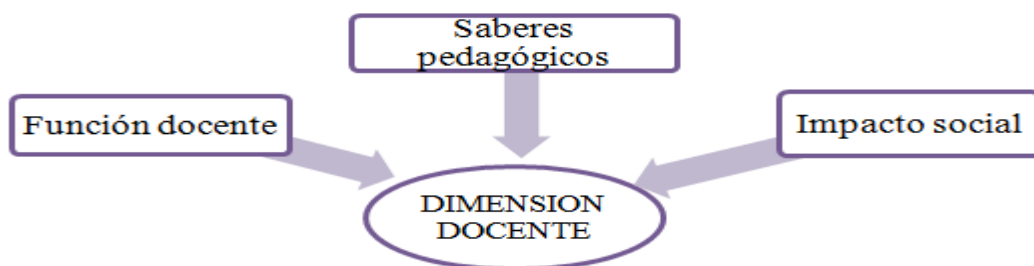 Saberes
pedagógicos
Función docente
Impacto social
DIMENSION
DOCENTE